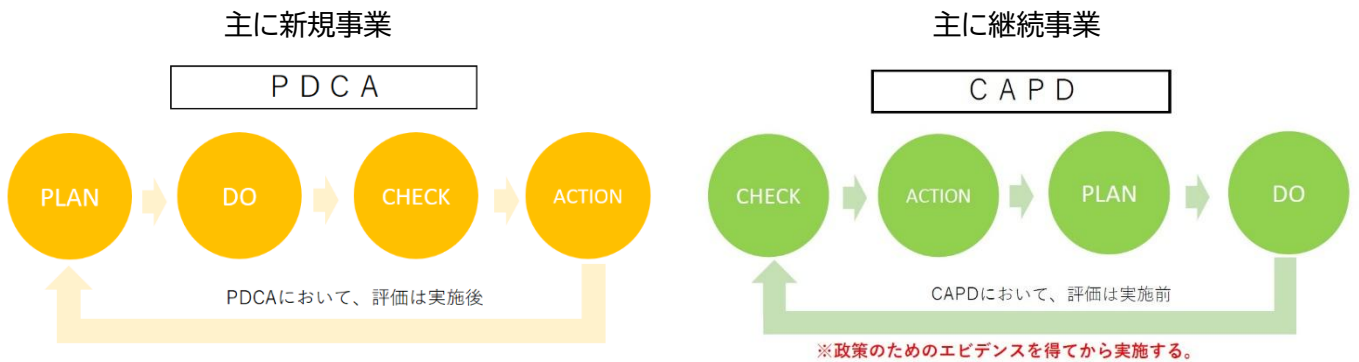 主に新規事業
ＰＤＣＡ
PLAN
DO
CHECK
ACTION
PDCAにおいて、評価は実施後
主に継続事業
ＣＡＰＤ
CHECK
ACTION
PLAN
DO
CAPDにおいて、評価は実施前
※政策のためのエビデンスを得てから実施する。